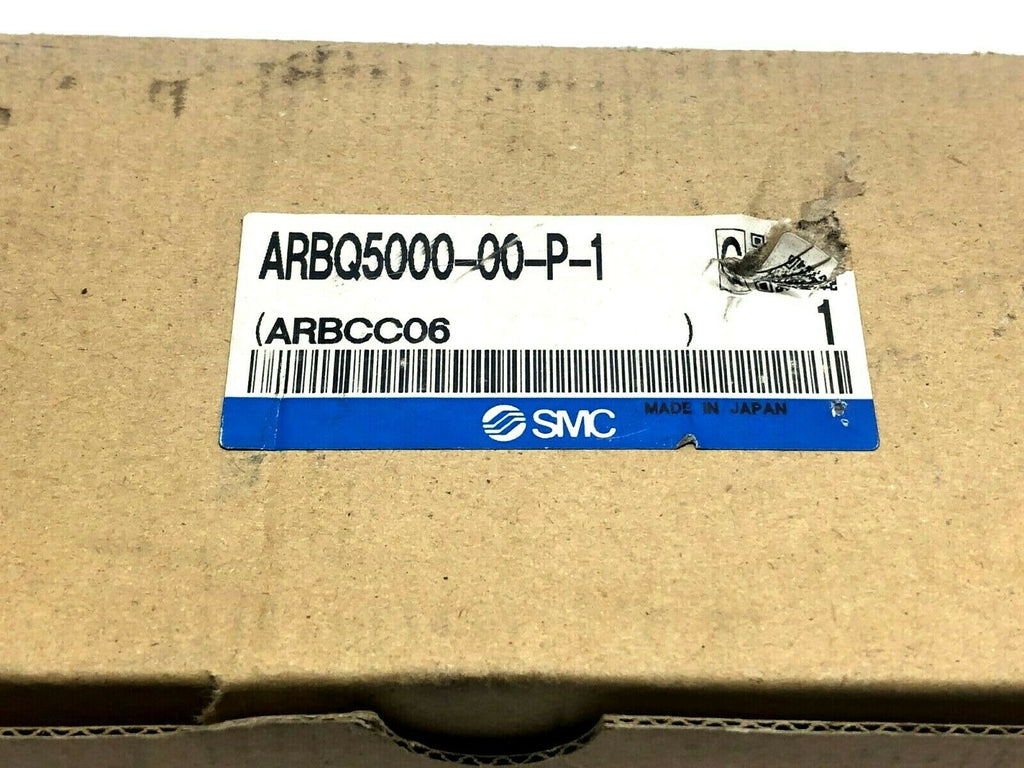 ARBQ5000-00-P-1
(ARBCC06 )
1
SMC
MADE IN JAPAN